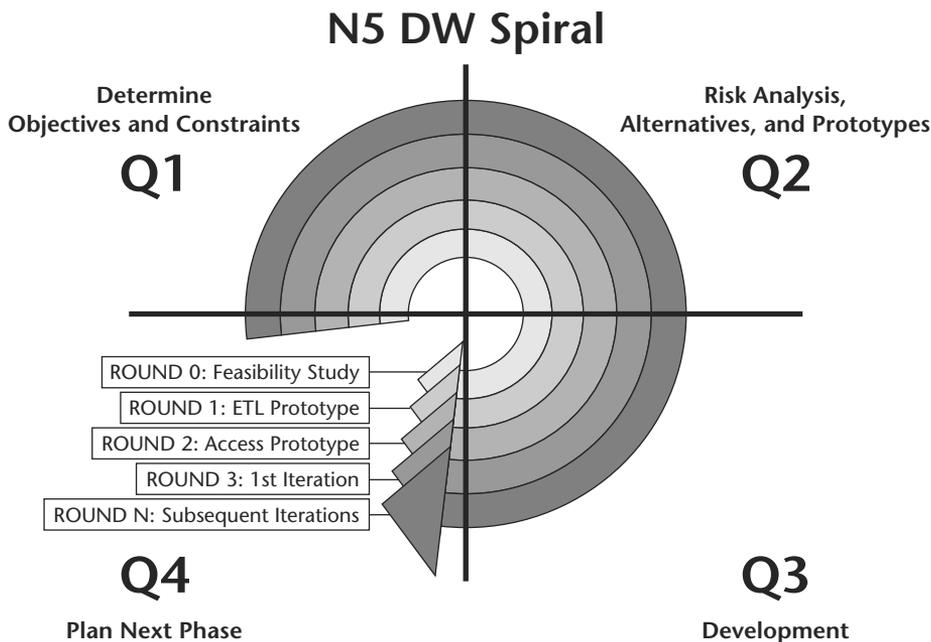 N5 DW Spiral
Determine
Objectives and Constraints
Q1
Risk Analysis,
Alternatives, and Prototypes
Q2
ROUND 0: Feasibility Study
ROUND 1: ETL Prototype
ROUND 2: Access Prototype
ROUND 3: 1st Iteration
ROUND N: Subsequent Iterations
Q4
Plan Next Phase
Q3
Development